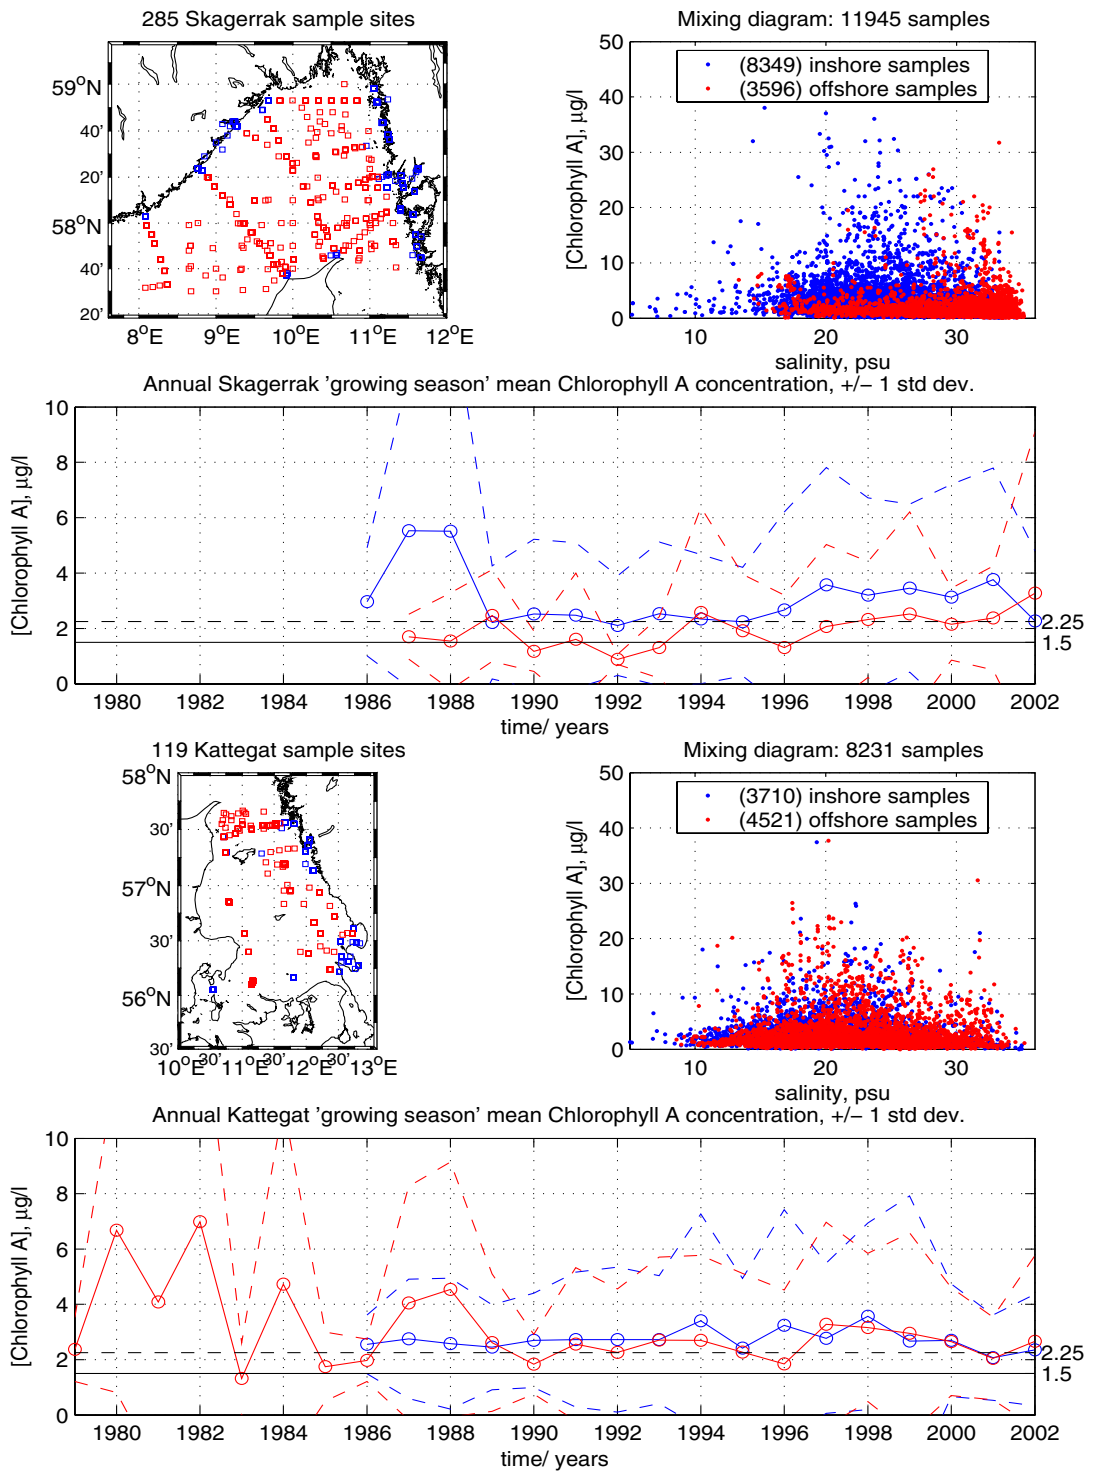 285 Skagerrak sample sites
59°N
40'
20'
58°N
40'
20'
8°E 9°E 10°E 11°E 12°E
Mixing diagram: 11945 samples
50
40
30
20
10
0
[Chlorophyll A], µg/l
(8349) inshore samples
(3596) offshore samples
10 20 30
salinity, psu
Annual Skagerrak 'growing season' mean Chlorophyll A concentration, +/− 1 std dev.
10
8
6
4
2
0
[Chlorophyll A], µg/l
2.25
1.5
1980 1982 1984 1986 1988 1990 1992 1994 1996 1998 2000 2002
time/ years
119 Kattegat sample sites
58°N
30'
57°N
30'
56°N
30'
10°E 30' 11°E 30' 12°E 30' 13°E
Mixing diagram: 8231 samples
50
40
30
20
10
0
[Chlorophyll A], µg/l
(3710) inshore samples
(4521) offshore samples
10 20 30
salinity, psu
Annual Kattegat 'growing season' mean Chlorophyll A concentration, +/− 1 std dev.
10
8
6
4
2
0
[Chlorophyll A], µg/l
2.25
1.5
1980 1982 1984 1986 1988 1990 1992 1994 1996 1998 2000 2002
time/ years